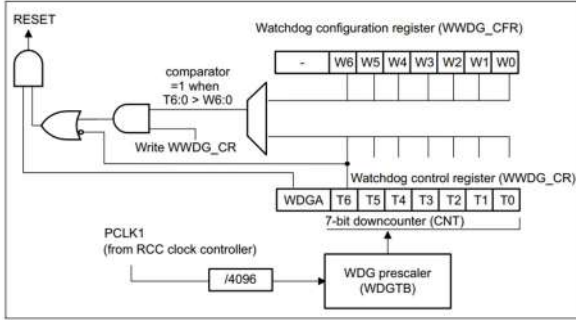 RESET
Watchdog configuration register (WWDG_CFR)
- W6 W5 W4 W3 W2 W1 W0
comparator
=1 when
T6:0 > W6:0
Write WWDG_CR
Watchdog control register (WWDG_CR)
WDGA T6 T5 T4 T3 T2 T1 T0
7-bit downcounter (CNT)
PCLK1
(from RCC clock controller)
/4096
WDG prescaler
(WDGTB)